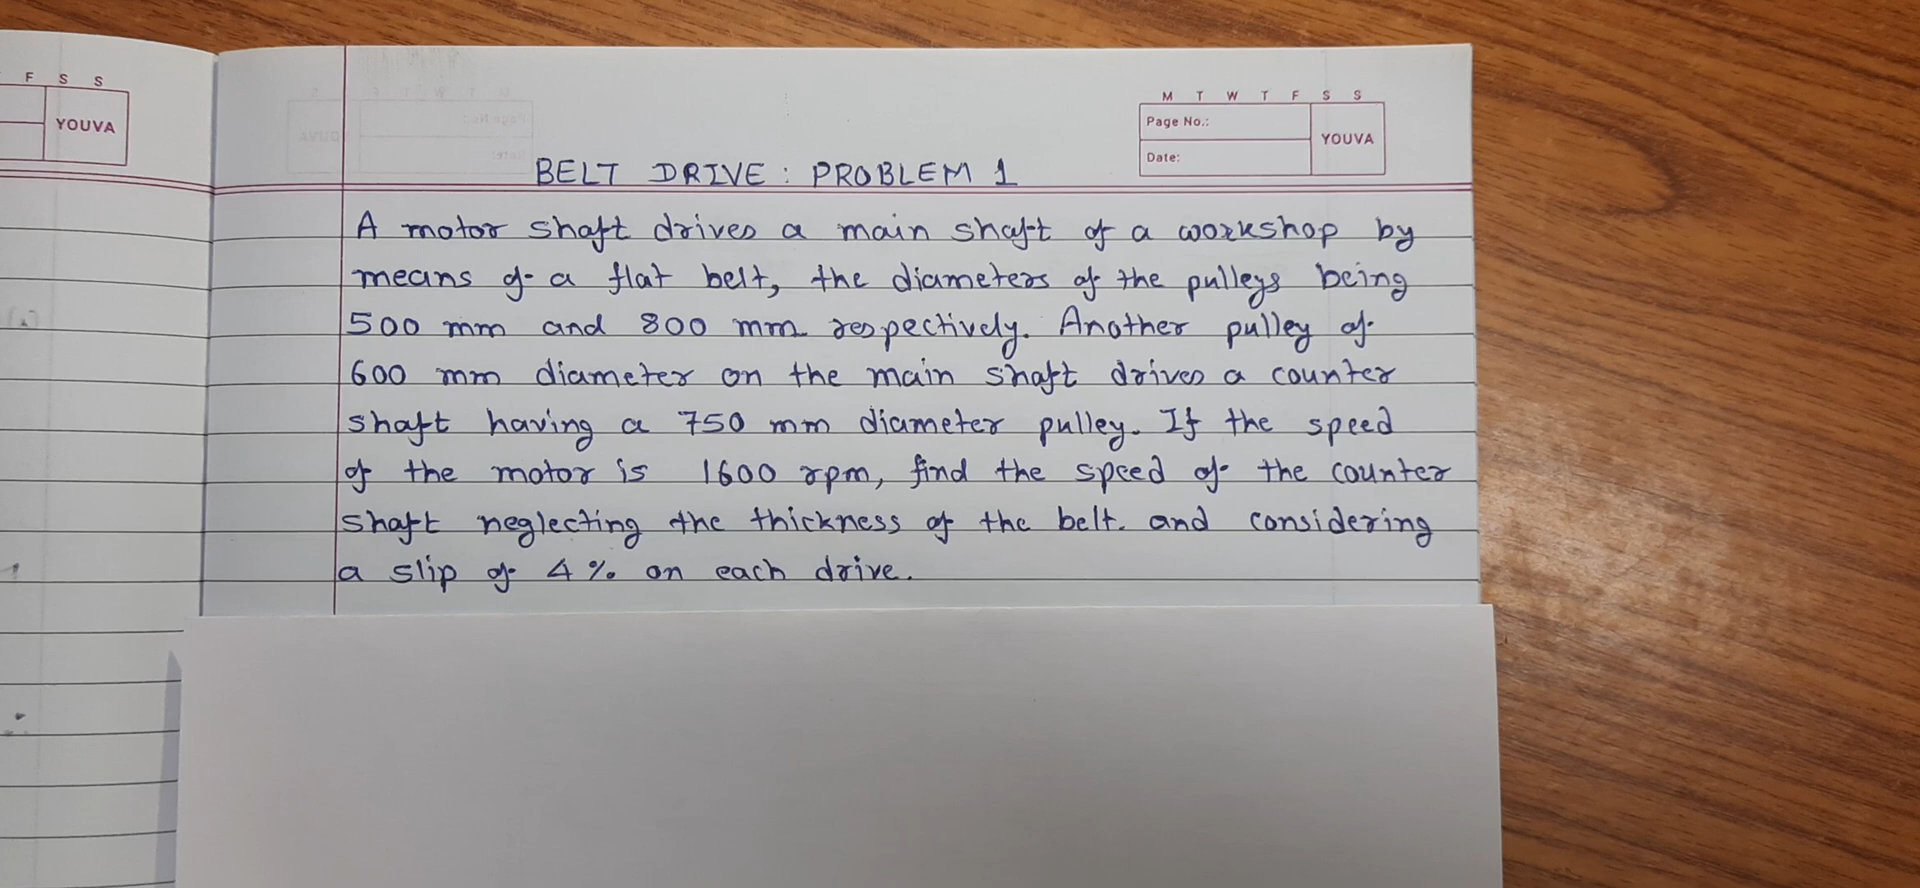 F S S
YOUVA
M T W T F S S
Page No.:
YOUVA
Date:
BELT DRIVE : PROBLEM 1
A motor shaft drives a main shaft of a workshop by
means of a flat belt, the diameters of the pulleys being
500 mm and 800 mm respectively. Another pulley of
600 mm diameter on the main shaft drives a counter
shaft having a 750 mm diameter pulley. If the speed
of the motor is 1600 rpm, find the speed of the counter
shaft neglecting the thickness of the belt. and considering
a slip of 4 % on each drive.